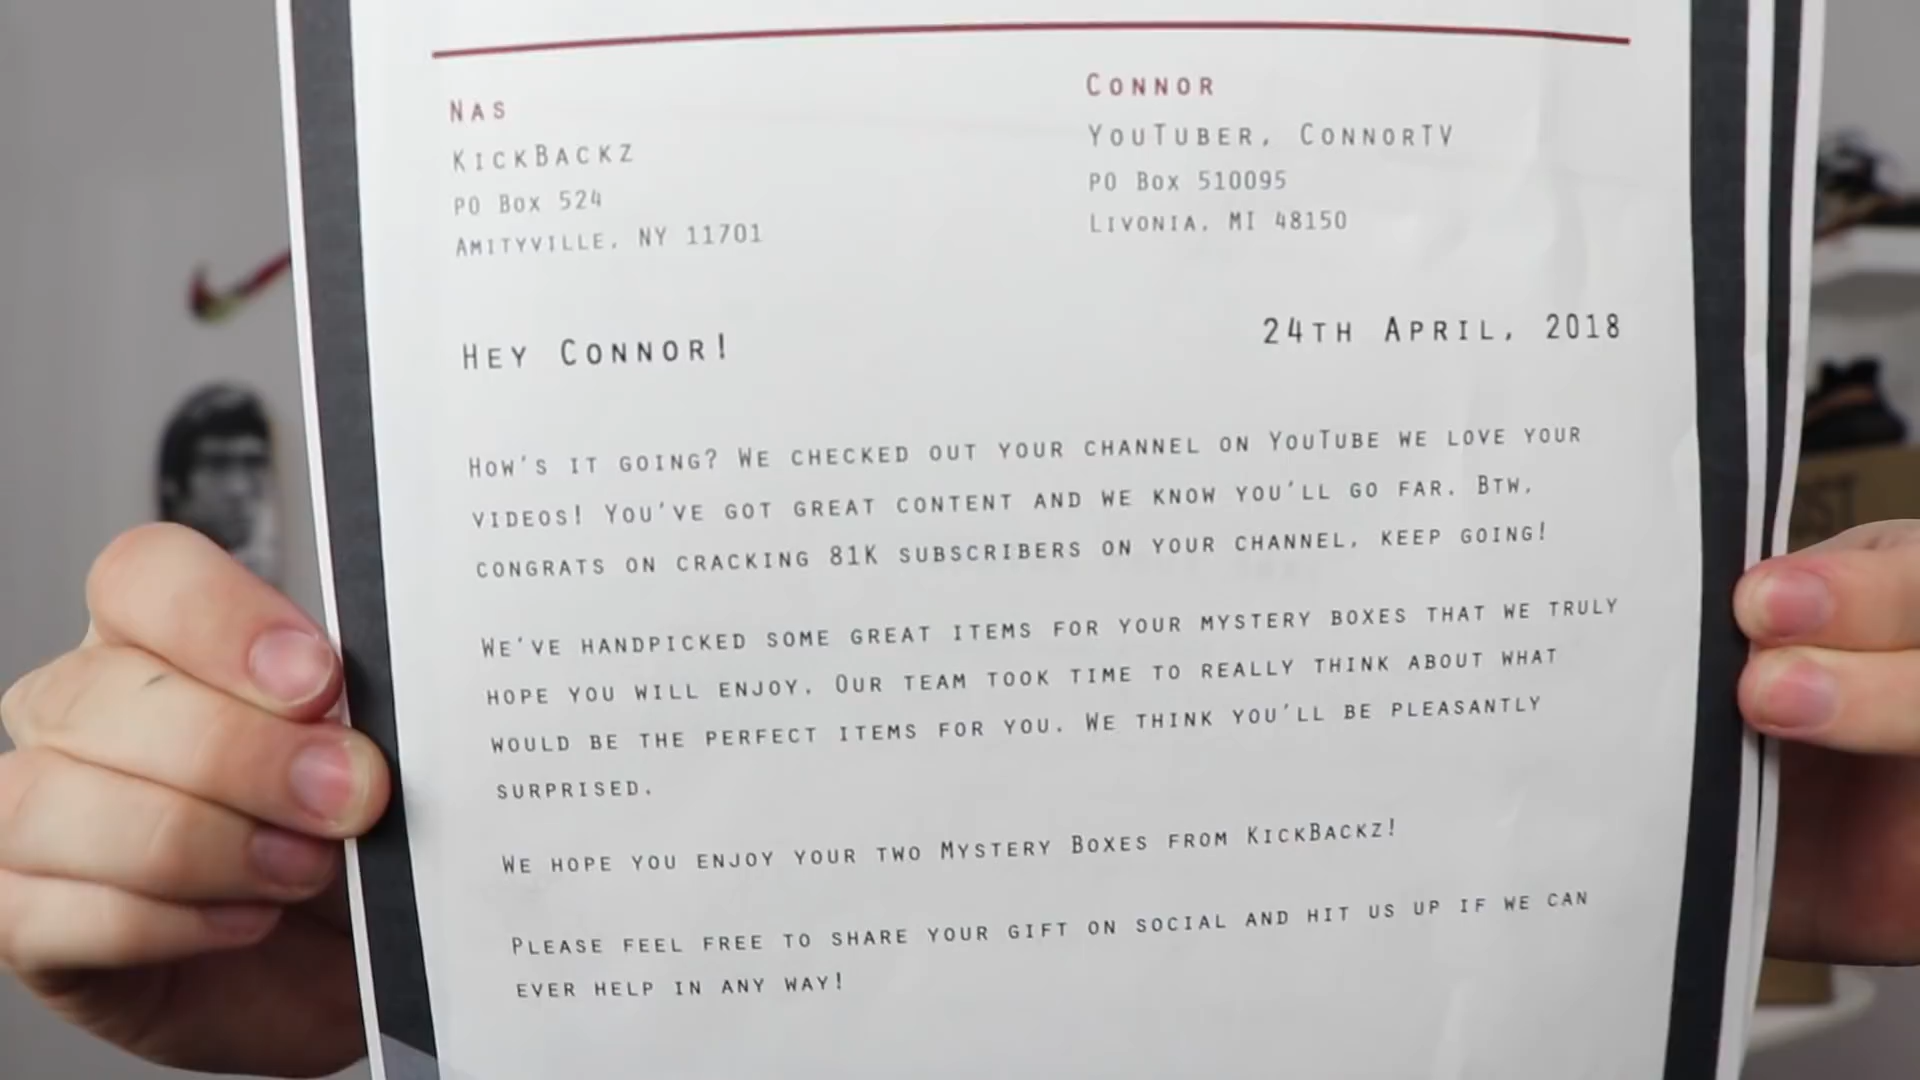 Nas
KickBackz
PO Box 524
Amityville, NY 11701
Connor
YouTuber, ConnorTV
PO Box 510095
Livonia, MI 48150
Hey Connor!
24th April, 2018
How's it going? We checked out your channel on YouTube we love your
videos! You've got great content and we know you'll go far. Btw,
congrats on cracking 81K subscribers on your channel, keep going!
We've handpicked some great items for your mystery boxes that we truly
hope you will enjoy. Our team took time to really think about what
would be the perfect items for you. We think you'll be pleasantly
surprised.
We hope you enjoy your two Mystery Boxes from KickBackz!
Please feel free to share your gift on social and hit us up if we can
ever help in any way!